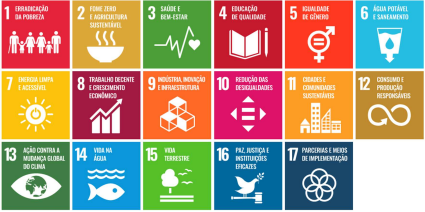 1 ERRADICAÇÃO
DA POBREZA
2 FOME ZERO
E AGRICULTURA
SUSTENTÁVEL
3 SAÚDE E
BEM-ESTAR
4 EDUCAÇÃO
DE QUALIDADE
5 IGUALDADE
DE GÊNERO
6 ÁGUA POTÁVEL
E SANEAMENTO
7 ENERGIA LIMPA
E ACESSÍVEL
8 TRABALHO DECENTE
E CRESCIMENTO
ECONÔMICO
9 INDÚSTRIA, INOVAÇÃO
E INFRAESTRUTURA
10 REDUÇÃO DAS
DESIGUALDADES
11 CIDADES E
COMUNIDADES
SUSTENTÁVEIS
12 CONSUMO E
PRODUÇÃO
RESPONSÁVEIS
13 AÇÃO CONTRA A
MUDANÇA GLOBAL
DO CLIMA
14 VIDA NA
ÁGUA
15 VIDA
TERRESTRE
16 PAZ, JUSTIÇA E
INSTITUIÇÕES
EFICAZES
17 PARCERIAS E MEIOS
DE IMPLEMENTAÇÃO